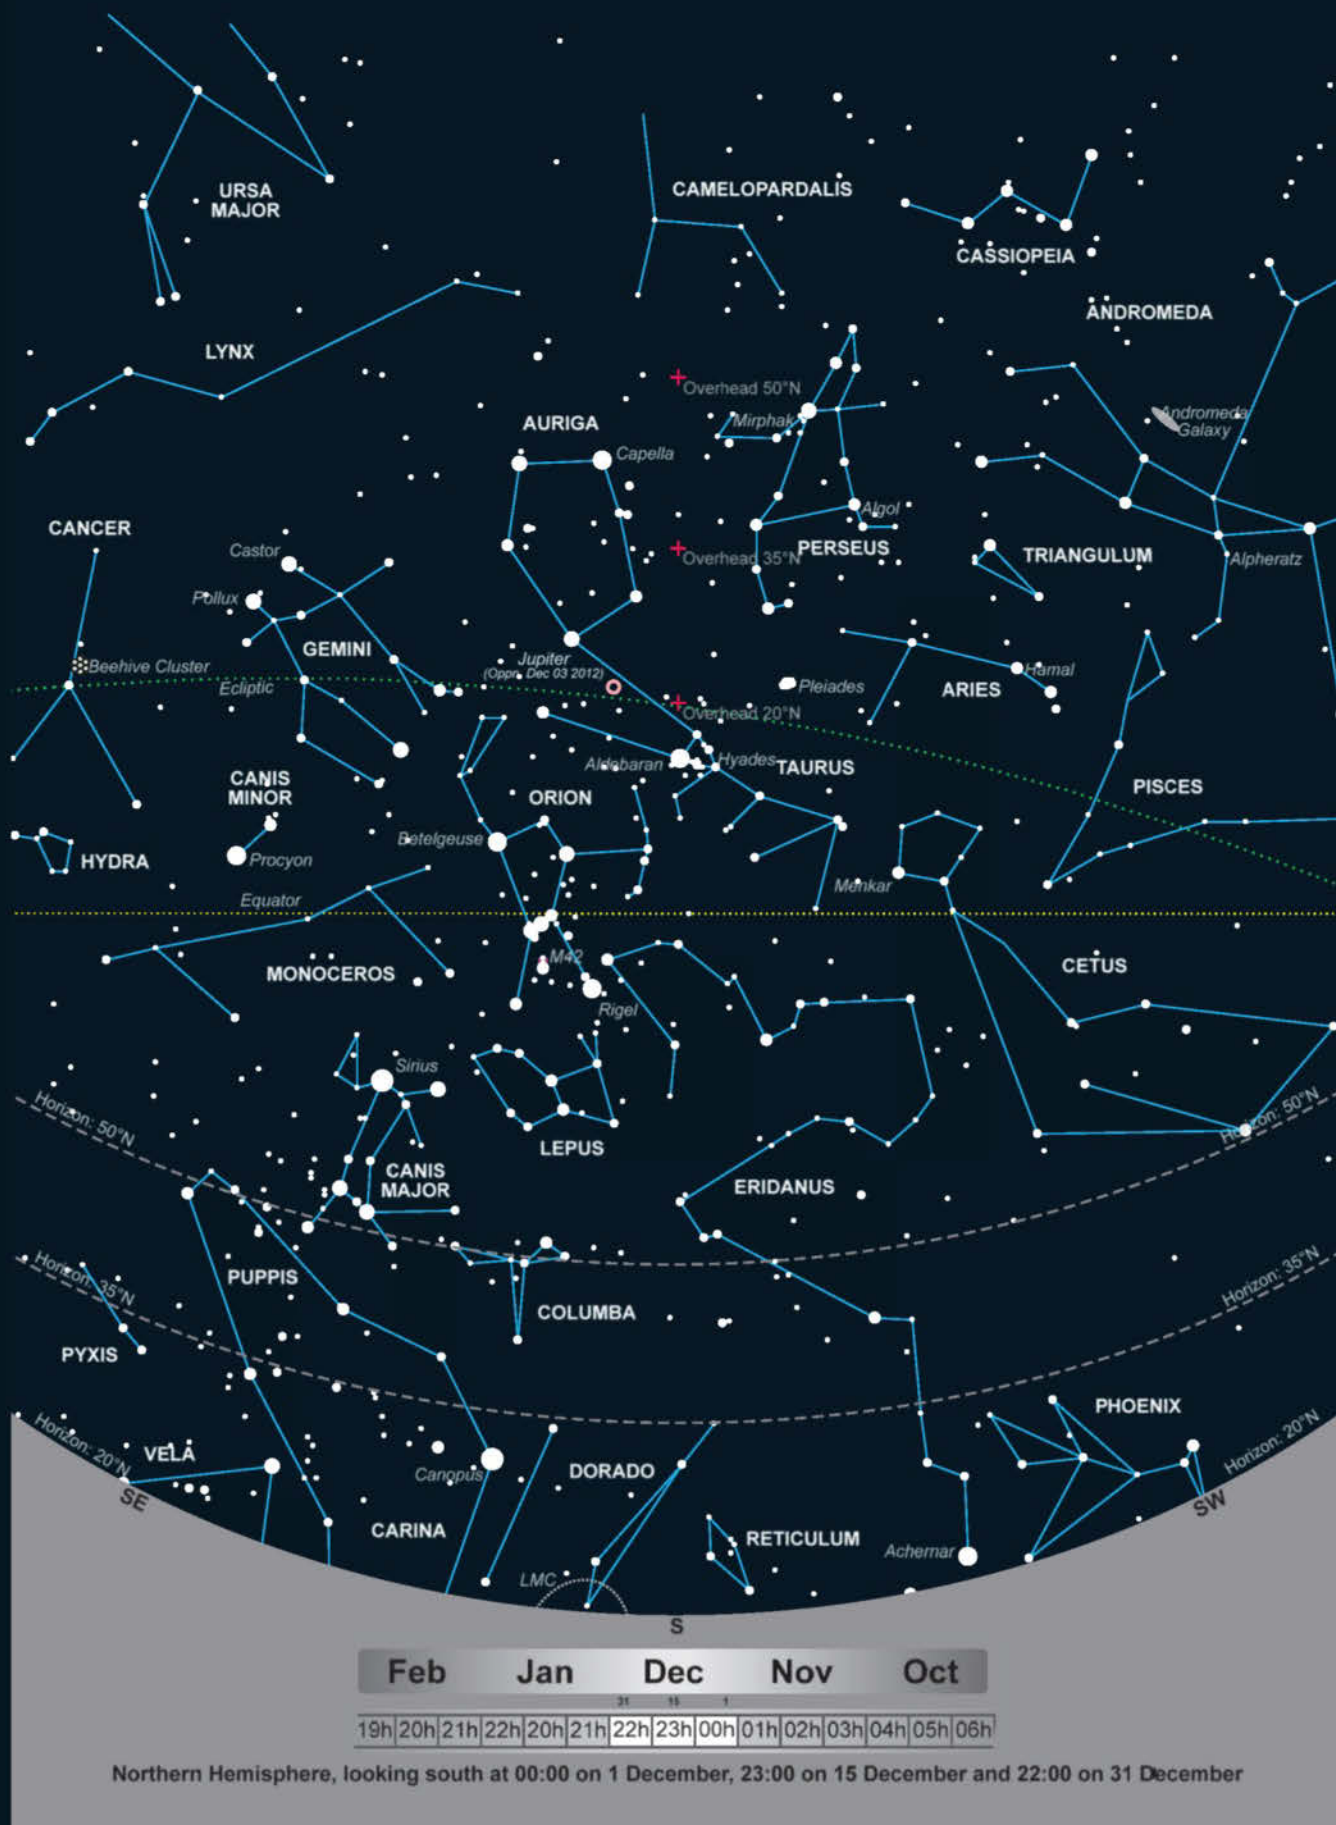 URSA
MAJOR
CAMELOPARDALIS
CASSIOPEIA
ANDROMEDA
LYNX
Overhead 50°N
Mirphak
Andromeda
Galaxy
AURIGA
Capella
Algol
CANCER
Castor
Overhead 35°N
PERSEUS
TRIANGULUM
Alpheratz
Pollux
GEMINI
Jupiter
(Oppn. Dec 03 2012)
Beehive Cluster
Ecliptic
Pleiades
ARIES
Hamal
Overhead 20°N
Aldebaran
Hyades
TAURUS
CANIS
MINOR
ORION
PISCES
Betelgeuse
HYDRA
Procyon
Menkar
Equator
M42
MONOCEROS
CETUS
Rigel
Sirius
Horizon: 50°N
Horizon: 50°N
LEPUS
CANIS
MAJOR
ERIDANUS
Horizon: 35°N
PUPPIS
Horizon: 35°N
COLUMBA
PYXIS
PHOENIX
Horizon: 20°N
VELA
Canopus
DORADO
Horizon: 20°N
SE
SW
CARINA
RETICULUM
Achernar
LMC
S
Feb Jan Dec Nov Oct
31 15 1
19h 20h 21h 22h 20h 21h 22h 23h 00h 01h 02h 03h 04h 05h 06h
Northern Hemisphere, looking south at 00:00 on 1 December, 23:00 on 15 December and 22:00 on 31 December